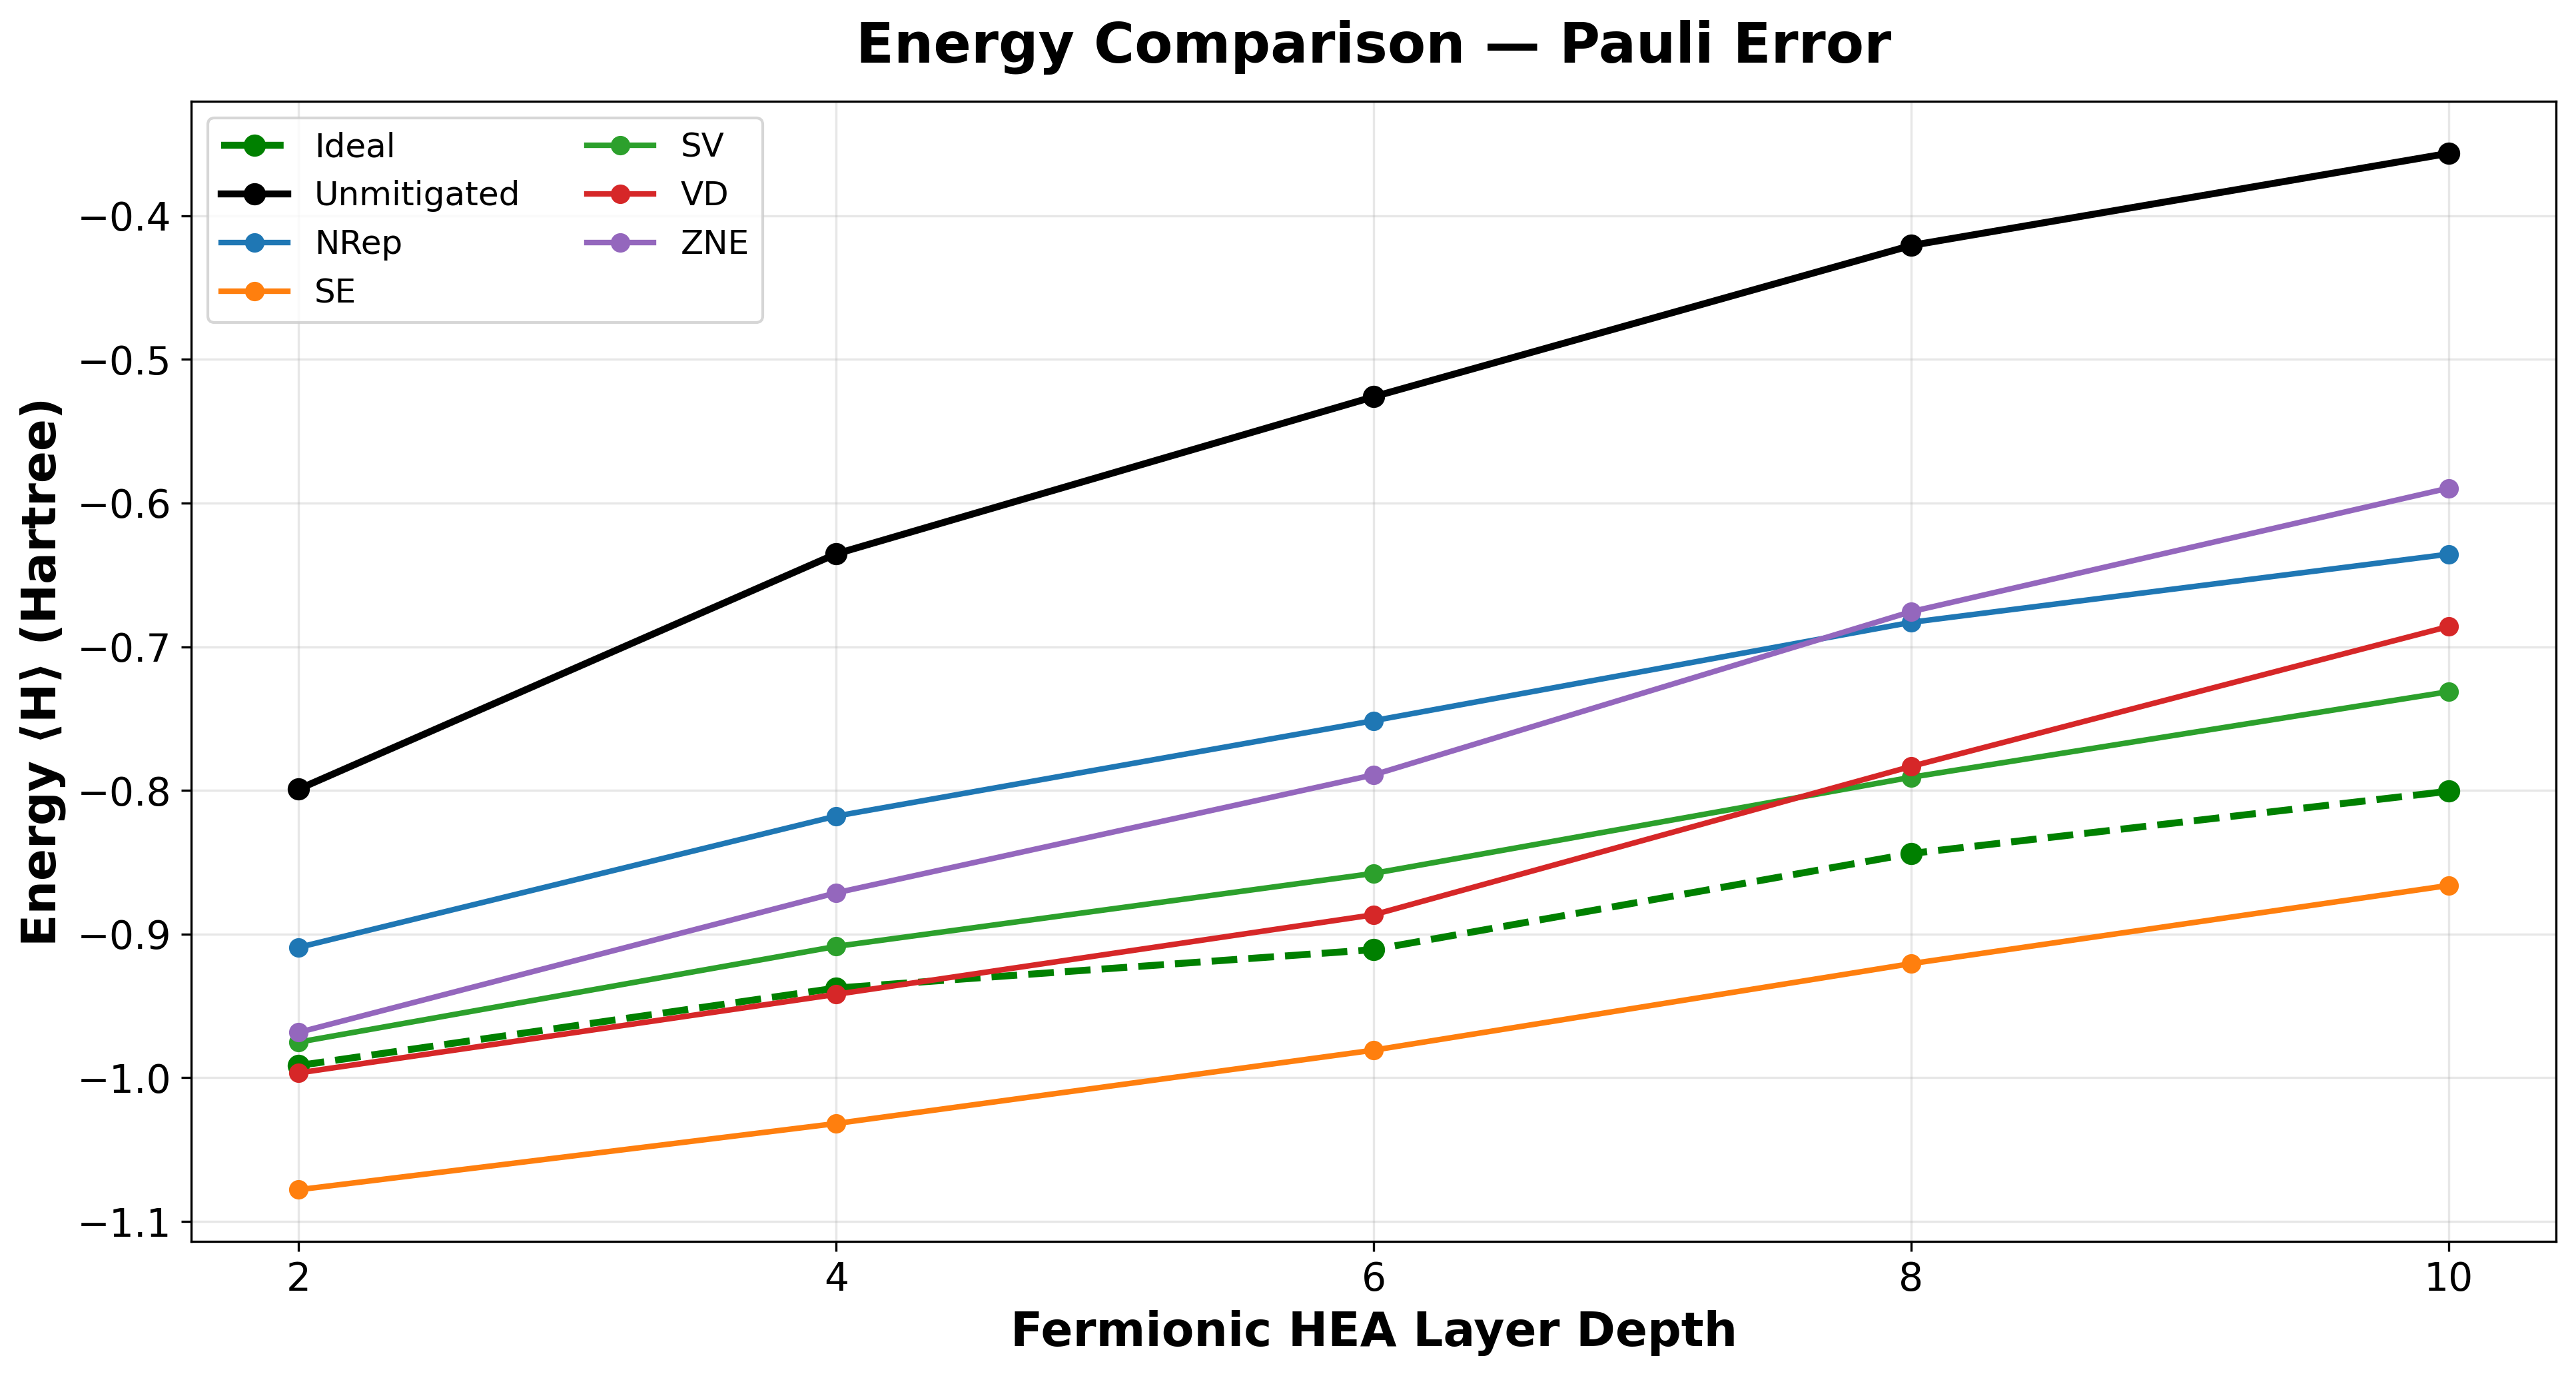 Energy Comparison — Pauli Error
Ideal
Unmitigated
NRep
SE
SV
VD
ZNE
Energy ⟨H⟩ (Hartree)
−0.4
−0.5
−0.6
−0.7
−0.8
−0.9
−1.0
−1.1
2 4 6 8 10
Fermionic HEA Layer Depth